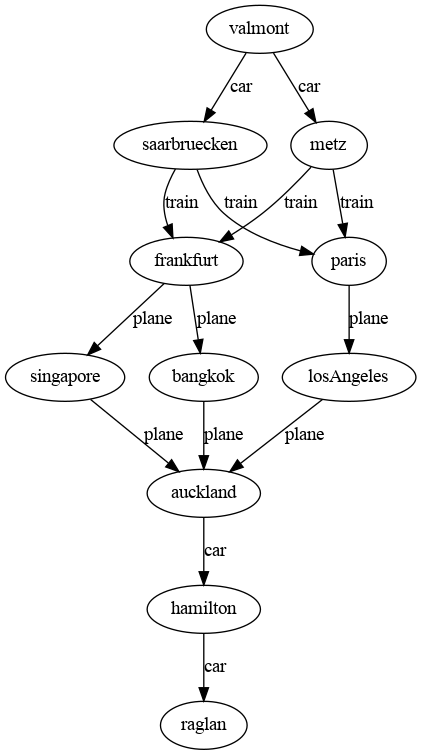 valmont
car car
saarbruecken metz
train train train train
frankfurt paris
plane plane plane
singapore bangkok losAngeles
plane plane plane
auckland
car
hamilton
car
raglan